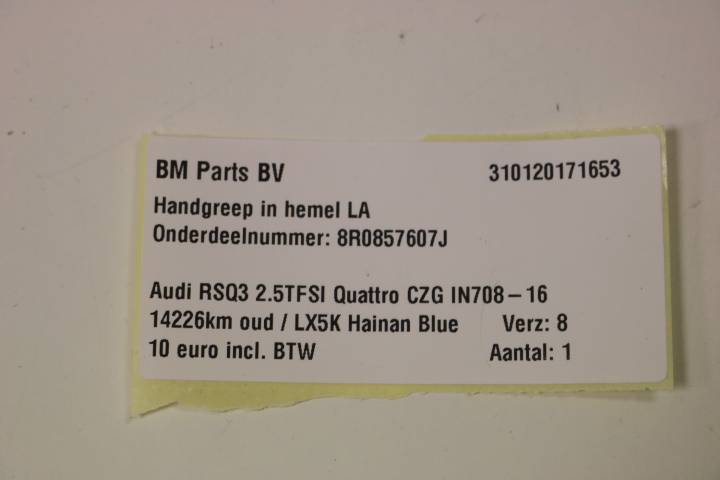 BM Parts BV 310120171653
Handgreep in hemel LA
Onderdeelnummer: 8R0857607J
Audi RSQ3 2.5TFSI Quattro CZG IN708-16
14226km oud / LX5K Hainan Blue Verz: 8
10 euro incl. BTW Aantal: 1